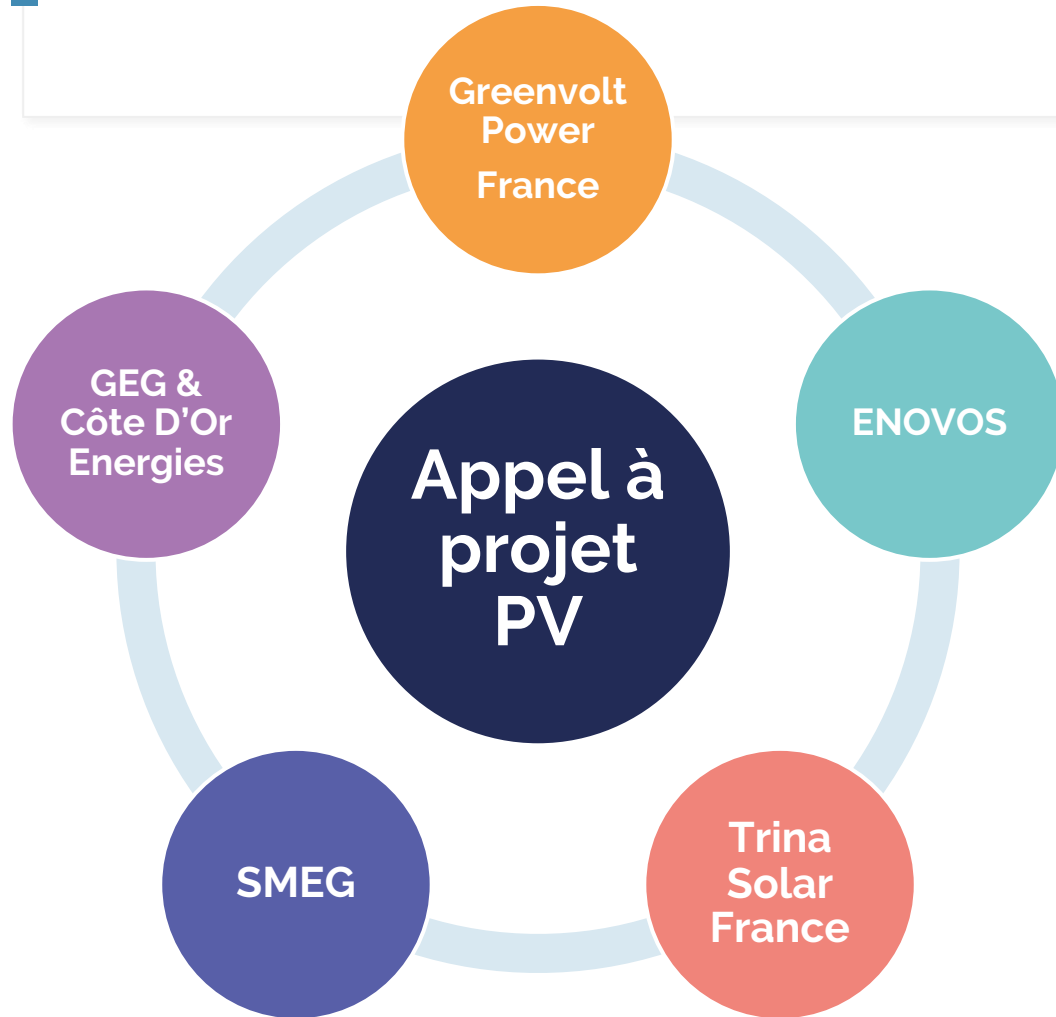 Greenvolt
Power
France
GEG &
Côte D’Or
Energies
ENOVOS
Appel à
projet
PV
SMEG
Trina
Solar
France